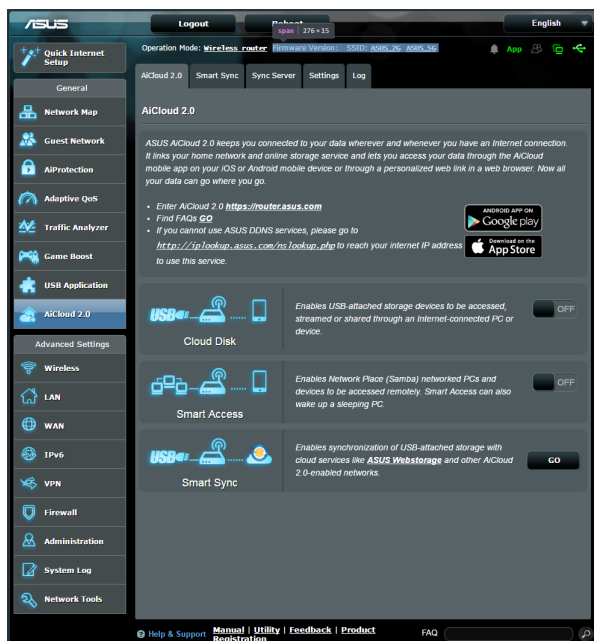 ASUS
Logout
Reboot
English
span 276×15
Quick Internet
Setup
Operation Mode: Wireless router Firmware Version: SSID: ASUS_2G ASUS_5G
App
General
Network Map
Guest Network
AiProtection
Adaptive QoS
Traffic Analyzer
Game Boost
USB Application
AiCloud 2.0
Advanced Settings
Wireless
LAN
WAN
IPv6
VPN
Firewall
Administration
System Log
Network Tools
AiCloud 2.0 Smart Sync Sync Server Settings Log
AiCloud 2.0
ASUS AiCloud 2.0 keeps you connected to your data wherever and whenever you have an Internet connection.
It links your home network and online storage service and lets you access your data through the AiCloud
mobile app on your iOS or Android mobile device or through a personalized web link in a web browser. Now all
your data can go where you go.
Enter AiCloud 2.0 https://router.asus.com
Find FAQs GO
If you cannot use ASUS DDNS services, please go to
http://iplookup.asus.com/nslookup.php to reach your internet IP address
to use this service.
ANDROID APP ON
Google play
Download on the
App Store
USB
Cloud Disk
Enables USB-attached storage devices to be accessed,
streamed or shared through an Internet-connected PC or
device.
OFF
Smart Access
Enables Network Place (Samba) networked PCs and
devices to be accessed remotely. Smart Access can also
wake up a sleeping PC.
OFF
USB
Smart Sync
Enables synchronization of USB-attached storage with
cloud services like ASUS Webstorage and other AiCloud
2.0-enabled networks.
GO
Help & Support Manual | Utility | Feedback | Product
Registration
FAQ